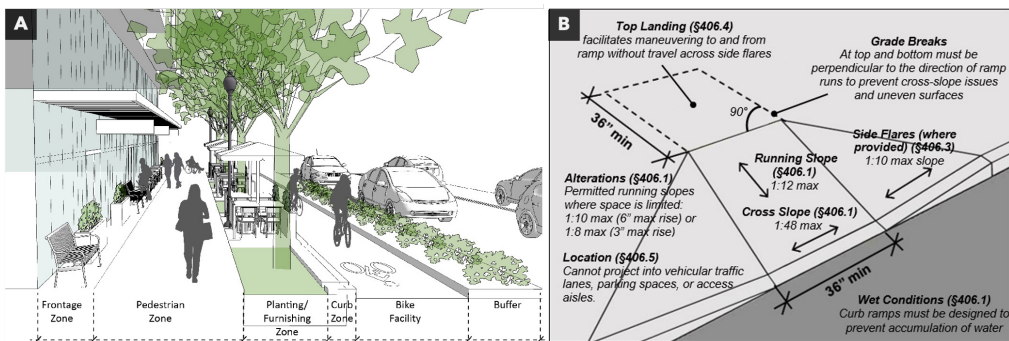 A
Frontage
Zone
Pedestrian
Zone
Planting/
Furnishing
Zone
Curb
Zone
Bike
Facility
Buffer
B
Top Landing (§406.4)
facilitates maneuvering to and from
ramp without travel across side flares
Grade Breaks
At top and bottom must be
perpendicular to the direction of ramp
runs to prevent cross-slope issues
and uneven surfaces
90°
36" min
Side Flares (where
provided) (§406.3)
1:10 max slope
Running Slope
(§406.1)
1:12 max
Alterations (§406.1)
Permitted running slopes
where space is limited:
1:10 max (6" max rise) or
1:8 max (3" max rise)
Cross Slope (§406.1)
1:48 max
Location (§406.5)
Cannot project into vehicular traffic
lanes, parking spaces, or access
aisles.
36" min
Wet Conditions (§406.1)
Curb ramps must be designed to
prevent accumulation of water